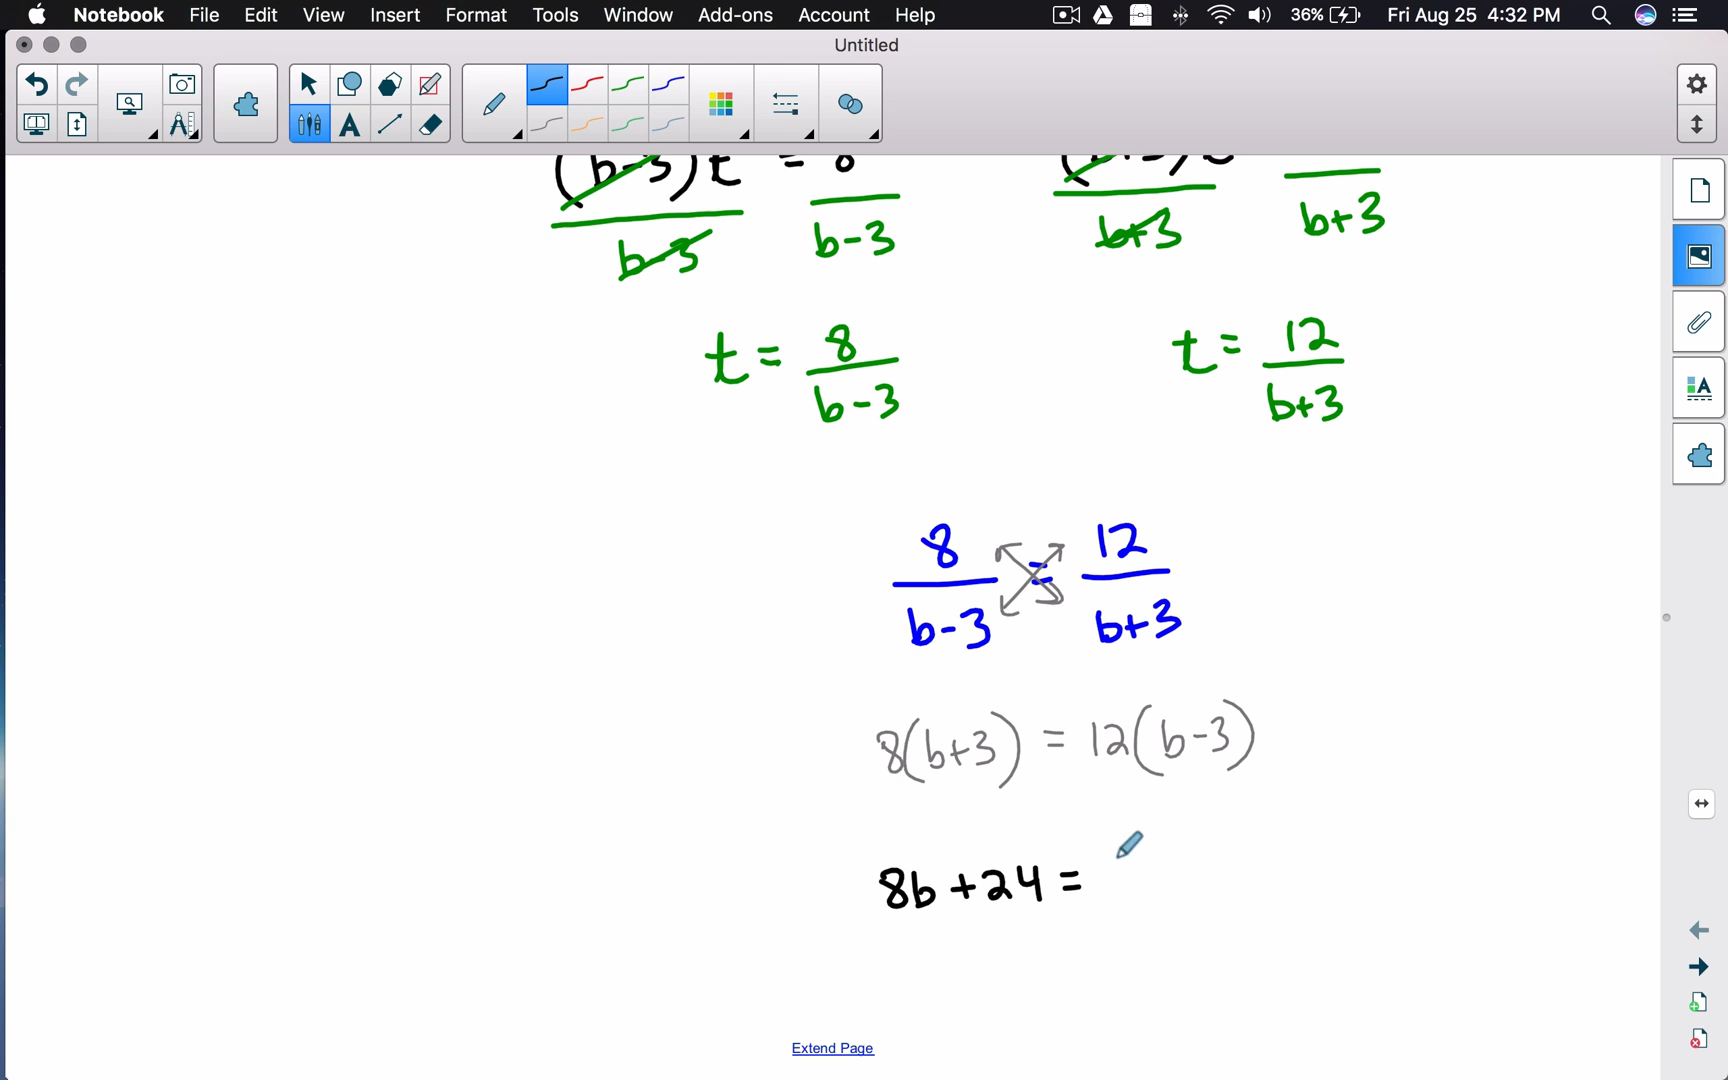 Notebook File Edit View Insert Format Tools Window Add-ons Account Help 36% Fri Aug 25 4:32 PM
Untitled
(b-3)t = 8
b-3 b-3 b+3 b+3
t = 8/b-3 t = 12/b+3
8/b-3 = 12/b+3
8(b+3) = 12(b-3)
8b+24=
Extend Page